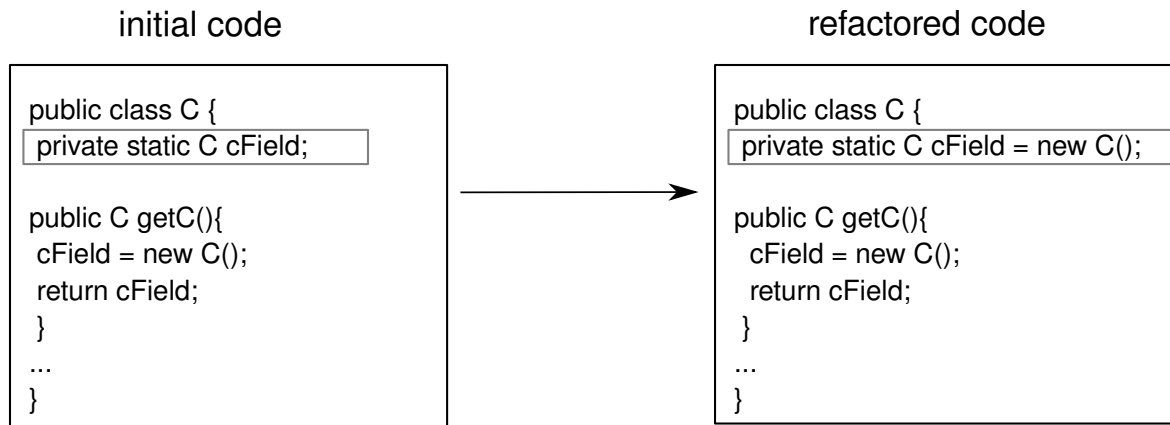 initial code
public class C {
private static C cField;
public C getC(){
cField = new C();
return cField;
}
...
}
refactored code
public class C {
private static C cField = new C();
public C getC(){
cField = new C();
return cField;
}
...
}